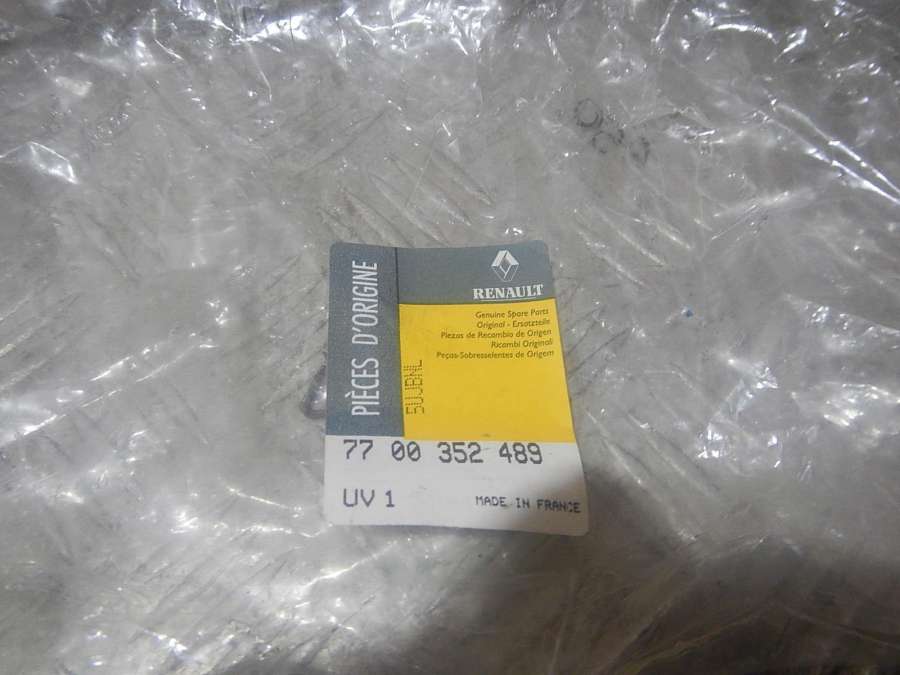 PIÈCES D'ORIGINE
RENAULT
Genuine Spare Parts
Original - Ersatzteile
Piezas de Recambio de Origen
Ricambi Originali
Peças-Sobresselentes de Origem
77 00 352 489
UV 1
MADE IN FRANCE